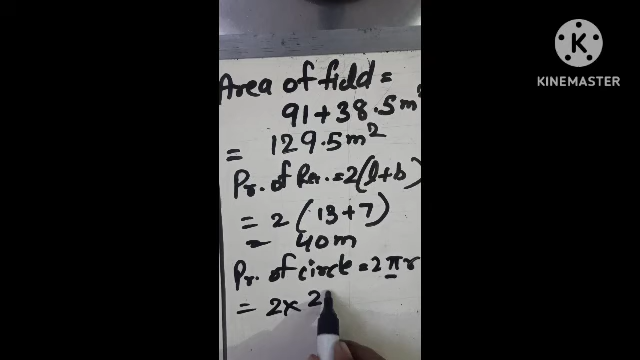 Area of field =
91 + 38.5m²
= 129.5m²
Pr. of Rec. = 2(l+b)
= 2 (13+7)
= 40m
Pr. of circle = 2πr
= 2x 2
K
KINEMASTER